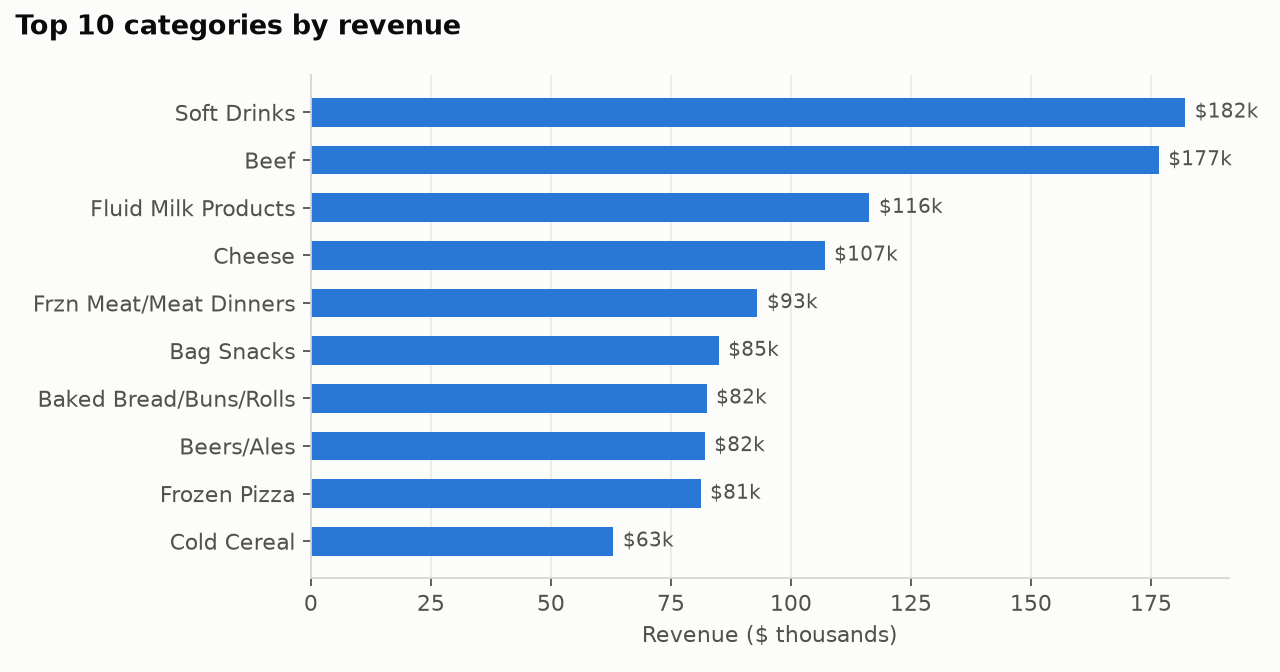 Top 10 categories by revenue
Soft Drinks $182k
Beef $177k
Fluid Milk Products $116k
Cheese $107k
Frzn Meat/Meat Dinners $93k
Bag Snacks $85k
Baked Bread/Buns/Rolls $82k
Beers/Ales $82k
Frozen Pizza $81k
Cold Cereal $63k
0 25 50 75 100 125 150 175
Revenue ($ thousands)